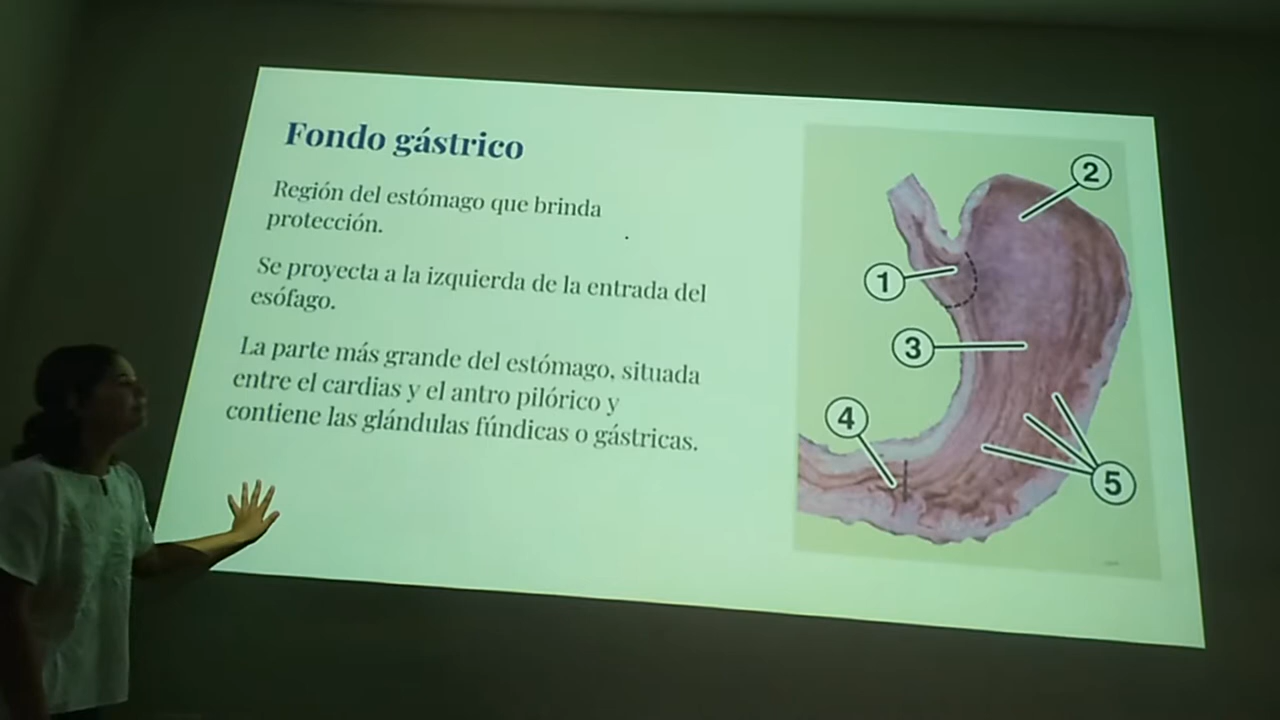 Fondo gástrico
Región del estómago que brinda
protección.
Se proyecta a la izquierda de la entrada del
esófago.
La parte más grande del estómago, situada
entre el cardias y el antro pilórico y
contiene las glándulas fúndicas o gástricas.
2
1
3
4
5